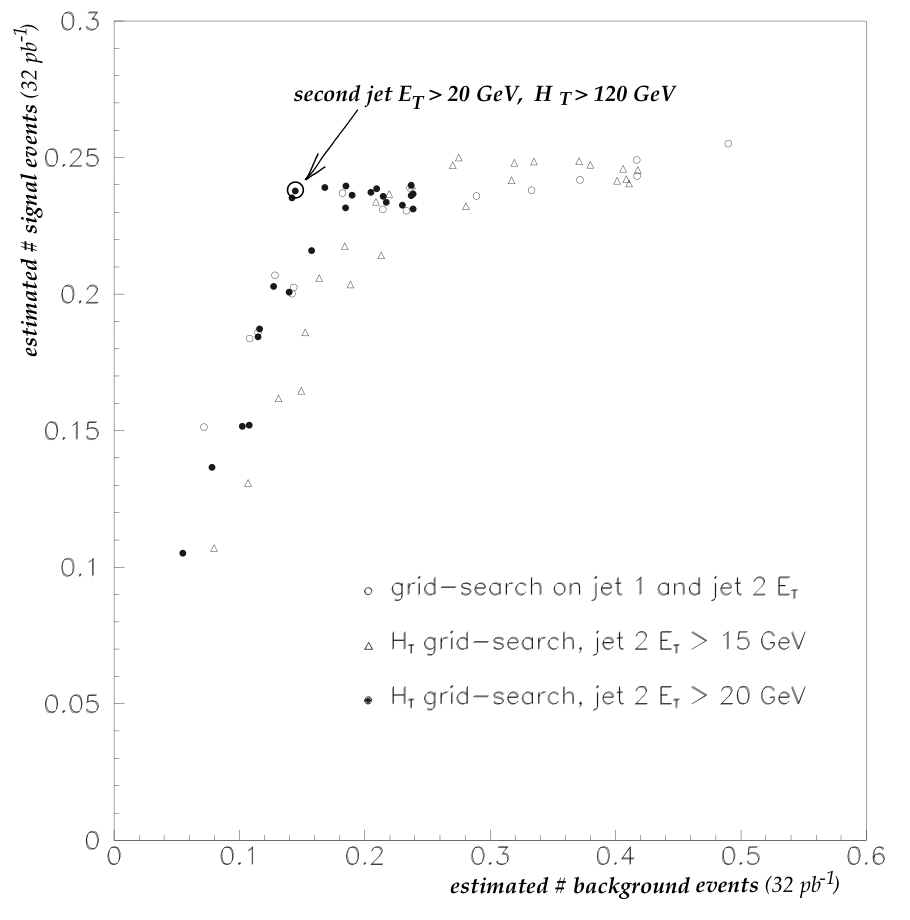 0.3
0.25
0.2
0.15
0.1
0.05
0
estimated # signal events (32 pb-1)
second jet ET > 20 GeV, H T > 120 GeV
grid-search on jet 1 and jet 2 ET
HT grid-search, jet 2 ET > 15 GeV
HT grid-search, jet 2 ET > 20 GeV
0 0.1 0.2 0.3 0.4 0.5 0.6
estimated # background events (32 pb-1)